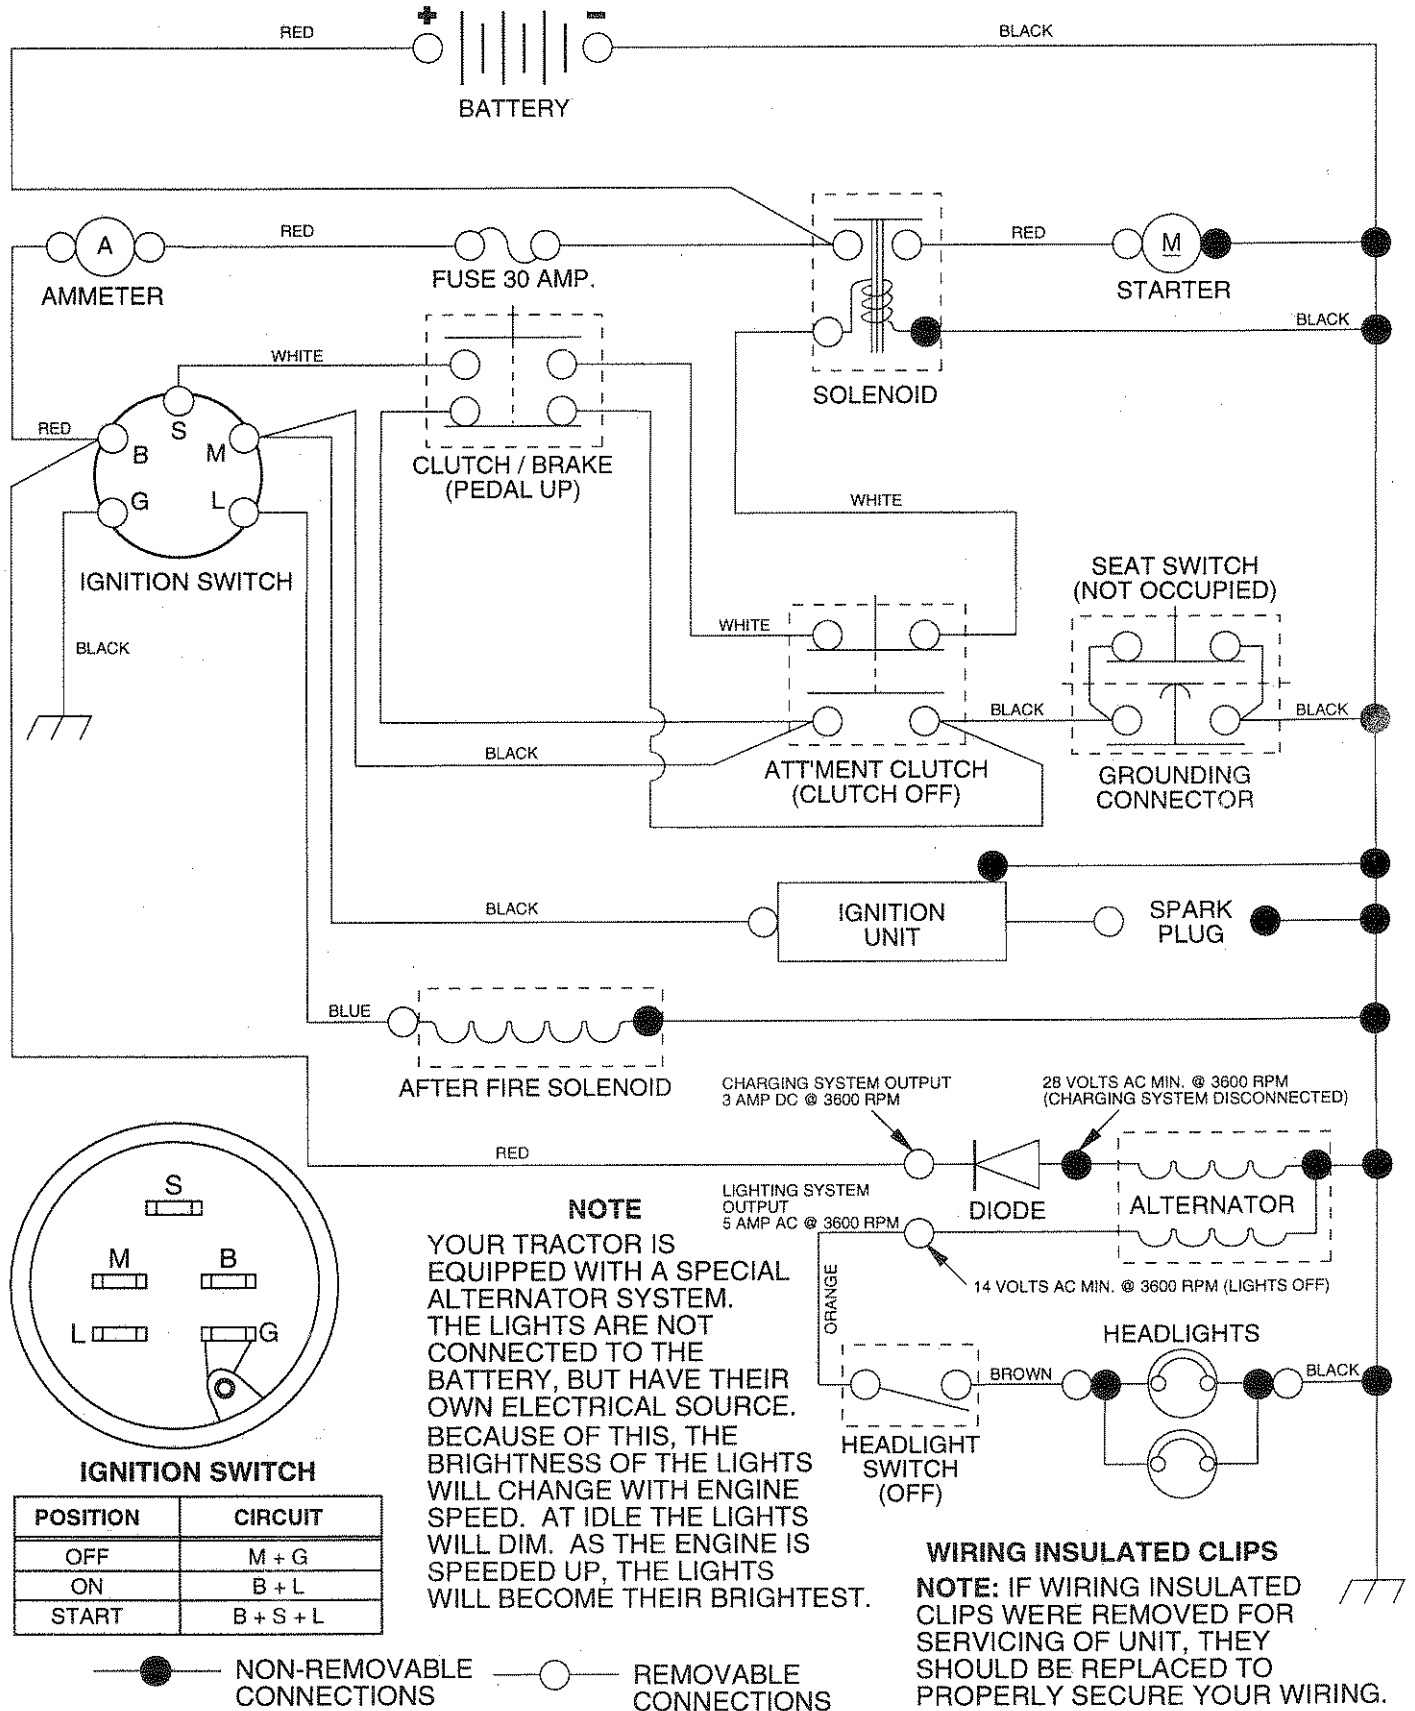 + -
RED
BLACK
BATTERY
RED
RED
A
M
FUSE 30 AMP.
AMMETER
STARTER
BLACK
WHITE
SOLENOID
RED
S
B
M
G
L
CLUTCH / BRAKE
(PEDAL UP)
WHITE
IGNITION SWITCH
SEAT SWITCH
(NOT OCCUPIED)
WHITE
BLACK
BLACK
BLACK
BLACK
ATT'MENT CLUTCH
(CLUTCH OFF)
GROUNDING
CONNECTOR
BLACK
IGNITION
UNIT
SPARK
PLUG
BLUE
AFTER FIRE SOLENOID
CHARGING SYSTEM OUTPUT
3 AMP DC @ 3600 RPM
28 VOLTS AC MIN. @ 3600 RPM
(CHARGING SYSTEM DISCONNECTED)
RED
LIGHTING SYSTEM
OUTPUT
5 AMP AC @ 3600 RPM
DIODE
ALTERNATOR
14 VOLTS AC MIN. @ 3600 RPM (LIGHTS OFF)
ORANGE
HEADLIGHTS
BROWN
BLACK
HEADLIGHT
SWITCH
(OFF)
S
M
B
L
G
IGNITION SWITCH
POSITION CIRCUIT
OFF M + G
ON B + L
START B + S + L
NOTE
YOUR TRACTOR IS
EQUIPPED WITH A SPECIAL
ALTERNATOR SYSTEM.
THE LIGHTS ARE NOT
CONNECTED TO THE
BATTERY, BUT HAVE THEIR
OWN ELECTRICAL SOURCE.
BECAUSE OF THIS, THE
BRIGHTNESS OF THE LIGHTS
WILL CHANGE WITH ENGINE
SPEED. AT IDLE THE LIGHTS
WILL DIM. AS THE ENGINE IS
SPEEDED UP, THE LIGHTS
WILL BECOME THEIR BRIGHTEST.
WIRING INSULATED CLIPS
NOTE: IF WIRING INSULATED
CLIPS WERE REMOVED FOR
SERVICING OF UNIT, THEY
SHOULD BE REPLACED TO
PROPERLY SECURE YOUR WIRING.
NON-REMOVABLE
CONNECTIONS
REMOVABLE
CONNECTIONS